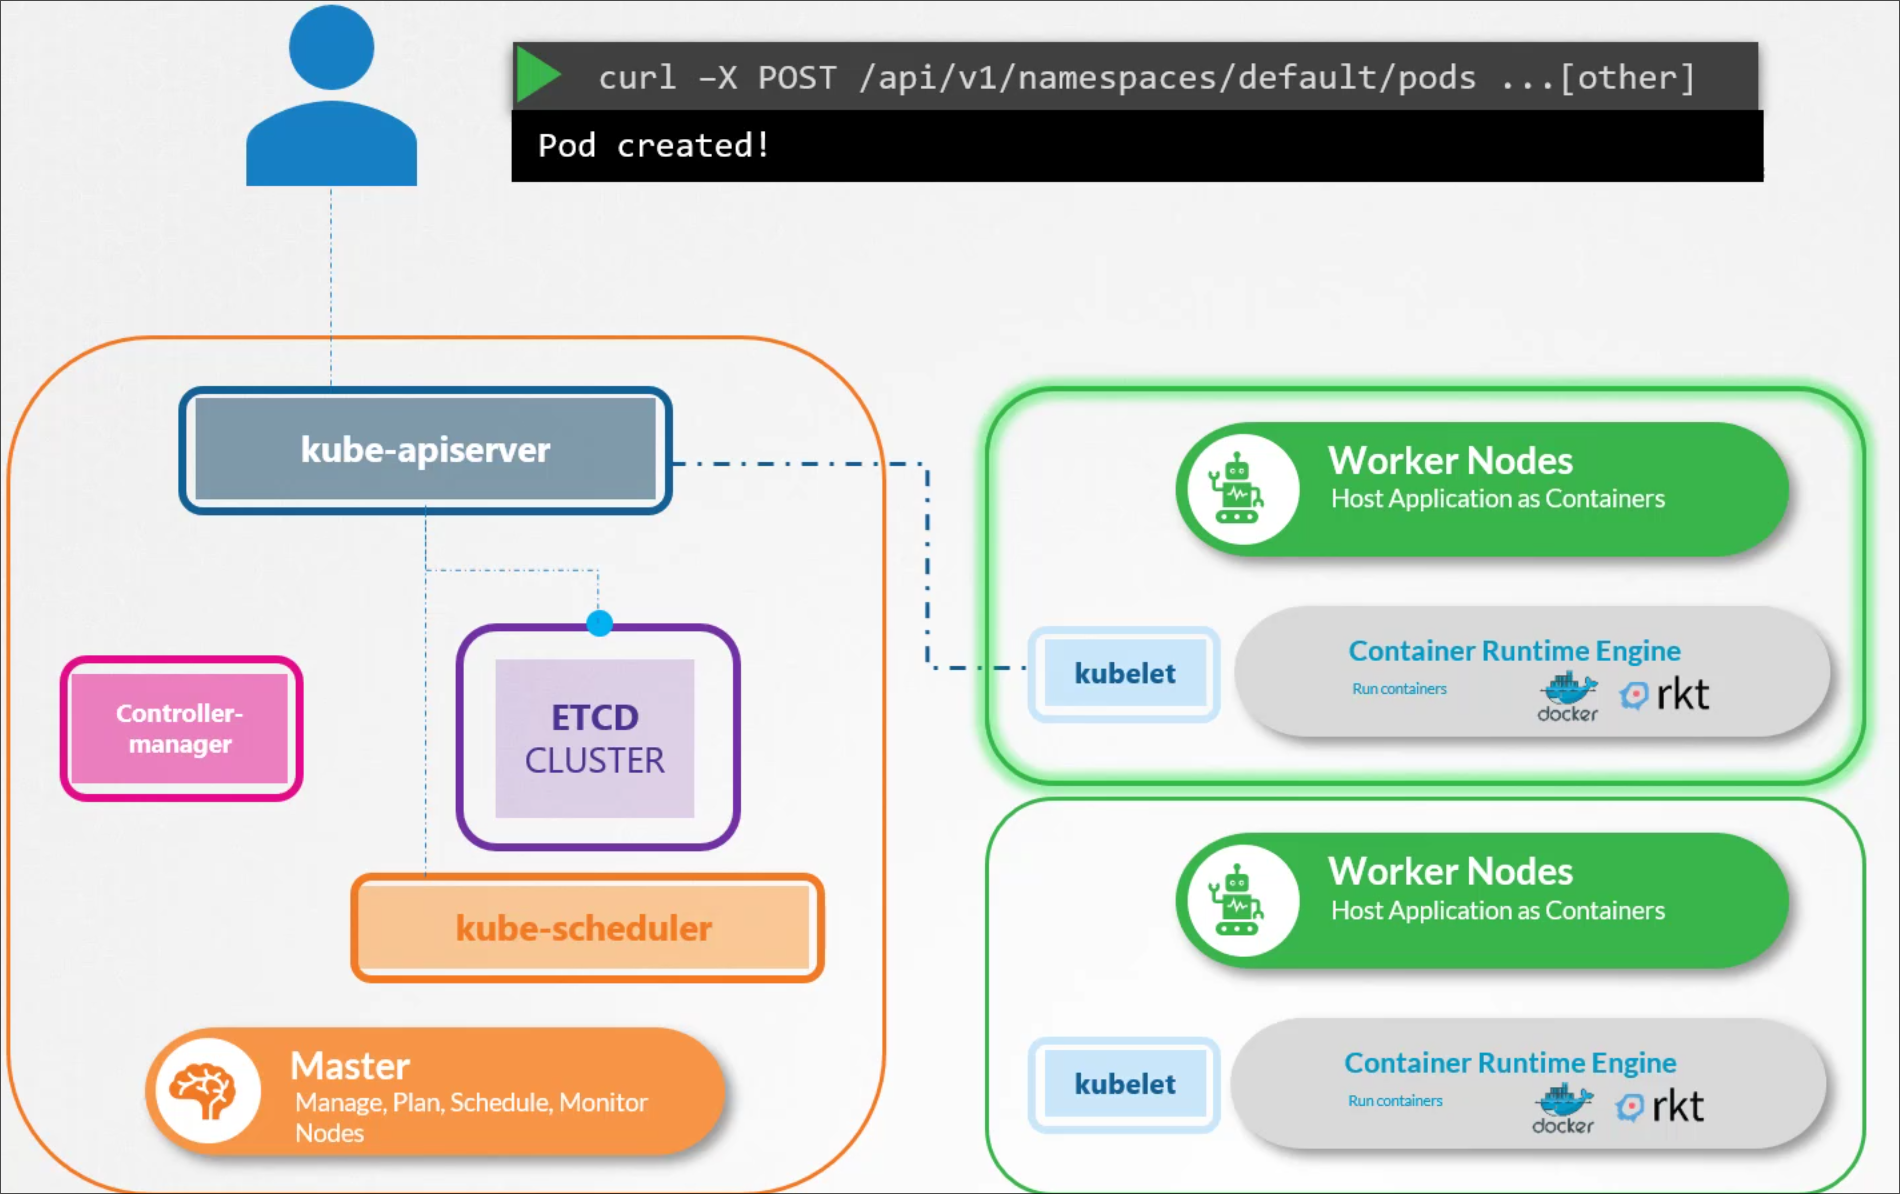 curl –X POST /api/v1/namespaces/default/pods ...[other]
Pod created!
kube-apiserver
Controller-
manager
ETCD
CLUSTER
kube-scheduler
Master
Manage, Plan, Schedule, Monitor
Nodes
Worker Nodes
Host Application as Containers
kubelet
Container Runtime Engine
Run containers
docker
rkt
Worker Nodes
Host Application as Containers
kubelet
Container Runtime Engine
Run containers
docker
rkt